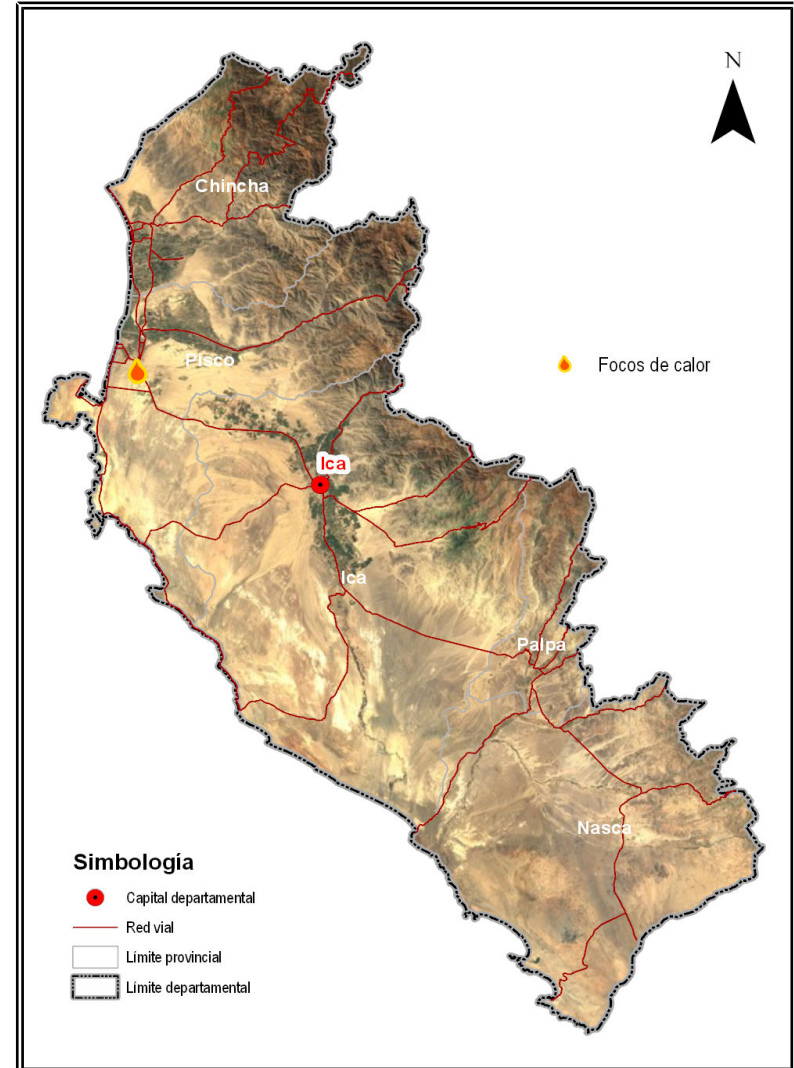 N
Chincha
Pisco
Focos de calor
Ica
Ica
Palpa
Nasca
Simbología
Capital departamental
Red vial
Límite provincial
Límite departamental